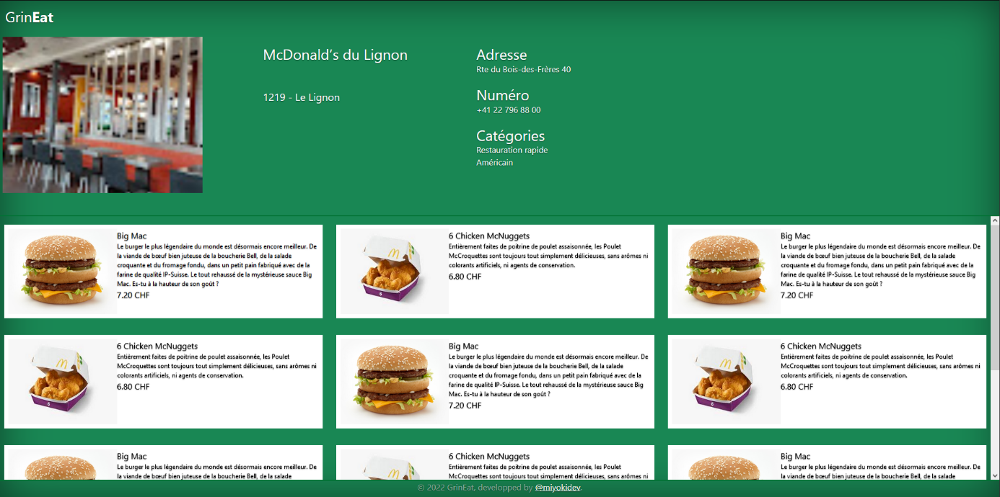 GrinEat
McDonald's du Lignon
1219 - Le Lignon
Adresse
Rte du Bois-des-Frères 40
Numéro
+41 22 796 88 00
Catégories
Restauration rapide
Américain
Big Mac
Le burger le plus légendaire du monde est désormais encore meilleur. De
la viande de bœuf bien juteuse de la boucherie Bell, de la salade
croquante et du fromage fondu, dans un petit pain fabriqué avec de la
farine de qualité IP-Suisse. Le tout rehaussé de la mystérieuse sauce Big
Mac. Es-tu à la hauteur de son goût ?
7.20 CHF
6 Chicken McNuggets
Entièrement faites de poitrine de poulet assaisonnée, les Poulet
McCroquettes sont toujours tout simplement délicieuses, sans arômes ni
colorants artificiels, ni agents de conservation.
6.80 CHF
Big Mac
Le burger le plus légendaire du monde est désormais encore meilleur. De
la viande de bœuf bien juteuse de la boucherie Bell, de la salade
croquante et du fromage fondu, dans un petit pain fabriqué avec de la
farine de qualité IP-Suisse. Le tout rehaussé de la mystérieuse sauce Big
Mac. Es-tu à la hauteur de son goût ?
7.20 CHF
6 Chicken McNuggets
Entièrement faites de poitrine de poulet assaisonnée, les Poulet
McCroquettes sont toujours tout simplement délicieuses, sans arômes ni
colorants artificiels, ni agents de conservation.
6.80 CHF
Big Mac
Le burger le plus légendaire du monde est désormais encore meilleur. De
la viande de bœuf bien juteuse de la boucherie Bell, de la salade
croquante et du fromage fondu, dans un petit pain fabriqué avec de la
farine de qualité IP-Suisse. Le tout rehaussé de la mystérieuse sauce Big
Mac. Es-tu à la hauteur de son goût ?
7.20 CHF
6 Chicken McNuggets
Entièrement faites de poitrine de poulet assaisonnée, les Poulet
McCroquettes sont toujours tout simplement délicieuses, sans arômes ni
colorants artificiels, ni agents de conservation.
6.80 CHF
Big Mac
Le burger le plus légendaire du monde est désormais encore meilleur. De
la viande de bœuf bien juteuse de la boucherie Bell, de la salade
6 Chicken McNuggets
Entièrement faites de poitrine de poulet assaisonnée, les Poulet
McCroquettes sont toujours tout simplement délicieuses, sans arômes ni
Big Mac
Le burger le plus légendaire du monde est désormais encore meilleur. De
la viande de bœuf bien juteuse de la boucherie Bell, de la salade
© 2022 GrinEat, developped by @miyokidev.